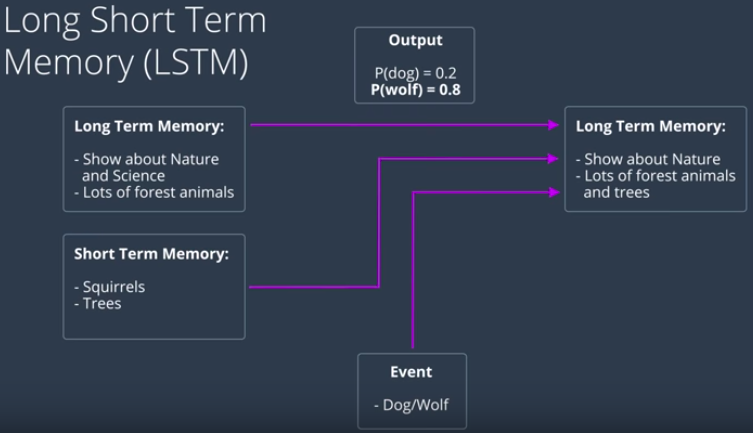 Long Short Term
Memory (LSTM)
Output
P(dog) = 0.2
P(wolf) = 0.8
Long Term Memory:
- Show about Nature
and Science
- Lots of forest animals
Long Term Memory:
- Show about Nature
- Lots of forest animals
and trees
Short Term Memory:
- Squirrels
- Trees
Event
- Dog/Wolf